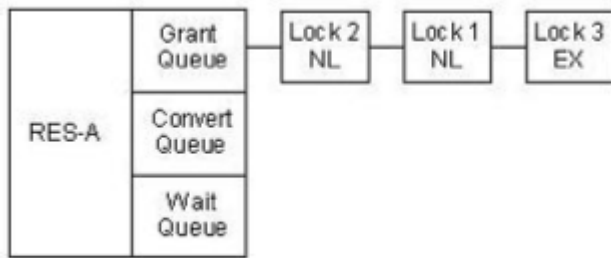 RES-A
Grant
Queue
Convert
Queue
Wait
Queue
Lock 2
NL
Lock 1
NL
Lock 3
EX